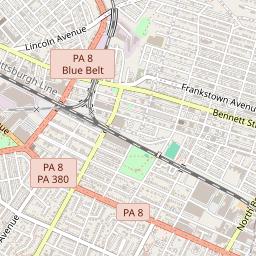 Lincoln Avenue
PA 8
Blue Belt
Pittsburgh Line
Frankstown Avenue
Bennett St
PA 8
PA 380
PA 8
Avenue
North B